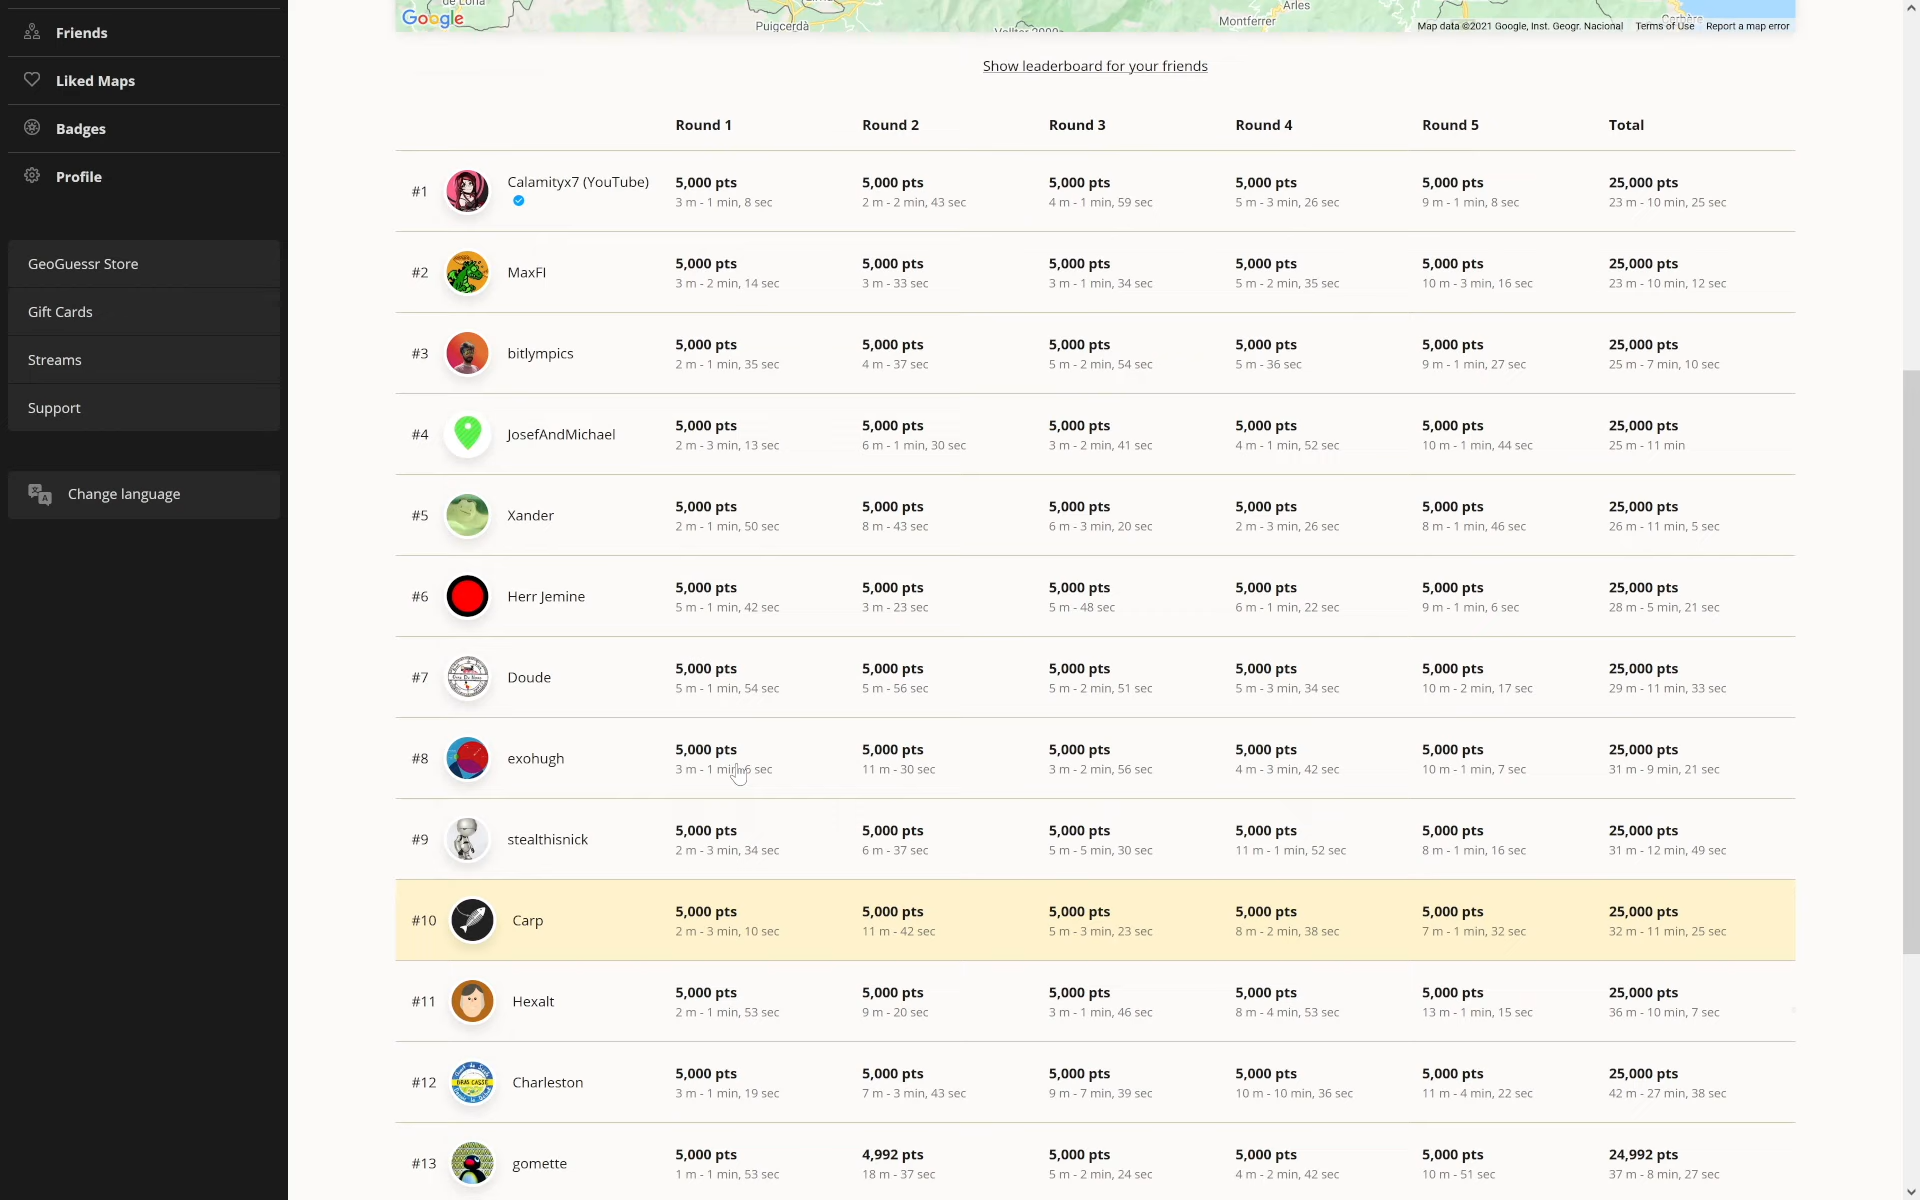 Friends
Liked Maps
Badges
Profile
GeoGuessr Store
Gift Cards
Streams
Support
Change language
Google
Puigcerdà
Montferrer
Arles
Map data ©2021 Google, Inst. Geogr. Nacional Terms of Use Report a map error
Show leaderboard for your friends
Round 1 Round 2 Round 3 Round 4 Round 5 Total
#1 Calamityx7 (YouTube) 5,000 pts 5,000 pts 5,000 pts 5,000 pts 5,000 pts 25,000 pts
3 m - 1 min, 8 sec 2 m - 2 min, 43 sec 4 m - 1 min, 59 sec 5 m - 3 min, 26 sec 9 m - 1 min, 8 sec 23 m - 10 min, 25 sec
#2 MaxFI 5,000 pts 5,000 pts 5,000 pts 5,000 pts 5,000 pts 25,000 pts
3 m - 2 min, 14 sec 3 m - 33 sec 3 m - 1 min, 34 sec 5 m - 2 min, 35 sec 10 m - 3 min, 16 sec 23 m - 10 min, 12 sec
#3 bitlympics 5,000 pts 5,000 pts 5,000 pts 5,000 pts 5,000 pts 25,000 pts
2 m - 1 min, 35 sec 4 m - 37 sec 5 m - 2 min, 54 sec 5 m - 36 sec 9 m - 1 min, 27 sec 25 m - 7 min, 10 sec
#4 JosefAndMichael 5,000 pts 5,000 pts 5,000 pts 5,000 pts 5,000 pts 25,000 pts
2 m - 3 min, 13 sec 6 m - 1 min, 30 sec 3 m - 2 min, 41 sec 4 m - 1 min, 52 sec 10 m - 1 min, 44 sec 25 m - 11 min
#5 Xander 5,000 pts 5,000 pts 5,000 pts 5,000 pts 5,000 pts 25,000 pts
2 m - 1 min, 50 sec 8 m - 43 sec 6 m - 3 min, 20 sec 2 m - 3 min, 26 sec 8 m - 1 min, 46 sec 26 m - 11 min, 5 sec
#6 Herr Jemine 5,000 pts 5,000 pts 5,000 pts 5,000 pts 5,000 pts 25,000 pts
5 m - 1 min, 42 sec 3 m - 23 sec 5 m - 48 sec 6 m - 1 min, 22 sec 9 m - 1 min, 6 sec 28 m - 5 min, 21 sec
#7 Doude 5,000 pts 5,000 pts 5,000 pts 5,000 pts 5,000 pts 25,000 pts
5 m - 1 min, 54 sec 5 m - 56 sec 5 m - 2 min, 51 sec 5 m - 3 min, 34 sec 10 m - 2 min, 17 sec 29 m - 11 min, 33 sec
#8 exohugh 5,000 pts 5,000 pts 5,000 pts 5,000 pts 5,000 pts 25,000 pts
3 m - 1 min, 6 sec 11 m - 30 sec 3 m - 2 min, 56 sec 4 m - 3 min, 42 sec 10 m - 1 min, 7 sec 31 m - 9 min, 21 sec
#9 stealthisnick 5,000 pts 5,000 pts 5,000 pts 5,000 pts 5,000 pts 25,000 pts
2 m - 3 min, 34 sec 6 m - 37 sec 5 m - 5 min, 30 sec 11 m - 1 min, 52 sec 8 m - 1 min, 16 sec 31 m - 12 min, 49 sec
#10 Carp 5,000 pts 5,000 pts 5,000 pts 5,000 pts 5,000 pts 25,000 pts
2 m - 3 min, 10 sec 11 m - 42 sec 5 m - 3 min, 23 sec 8 m - 2 min, 38 sec 7 m - 1 min, 32 sec 32 m - 11 min, 25 sec
#11 Hexalt 5,000 pts 5,000 pts 5,000 pts 5,000 pts 5,000 pts 25,000 pts
2 m - 1 min, 53 sec 9 m - 20 sec 3 m - 1 min, 46 sec 8 m - 4 min, 53 sec 13 m - 1 min, 15 sec 36 m - 10 min, 7 sec
#12 Charleston 5,000 pts 5,000 pts 5,000 pts 5,000 pts 5,000 pts 25,000 pts
3 m - 1 min, 19 sec 7 m - 3 min, 43 sec 9 m - 7 min, 39 sec 10 m - 10 min, 36 sec 11 m - 4 min, 22 sec 42 m - 27 min, 38 sec
#13 gomette 5,000 pts 4,992 pts 5,000 pts 5,000 pts 5,000 pts 24,992 pts
1 m - 1 min, 53 sec 18 m - 37 sec 5 m - 2 min, 24 sec 4 m - 2 min, 42 sec 10 m - 51 sec 37 m - 8 min, 27 sec